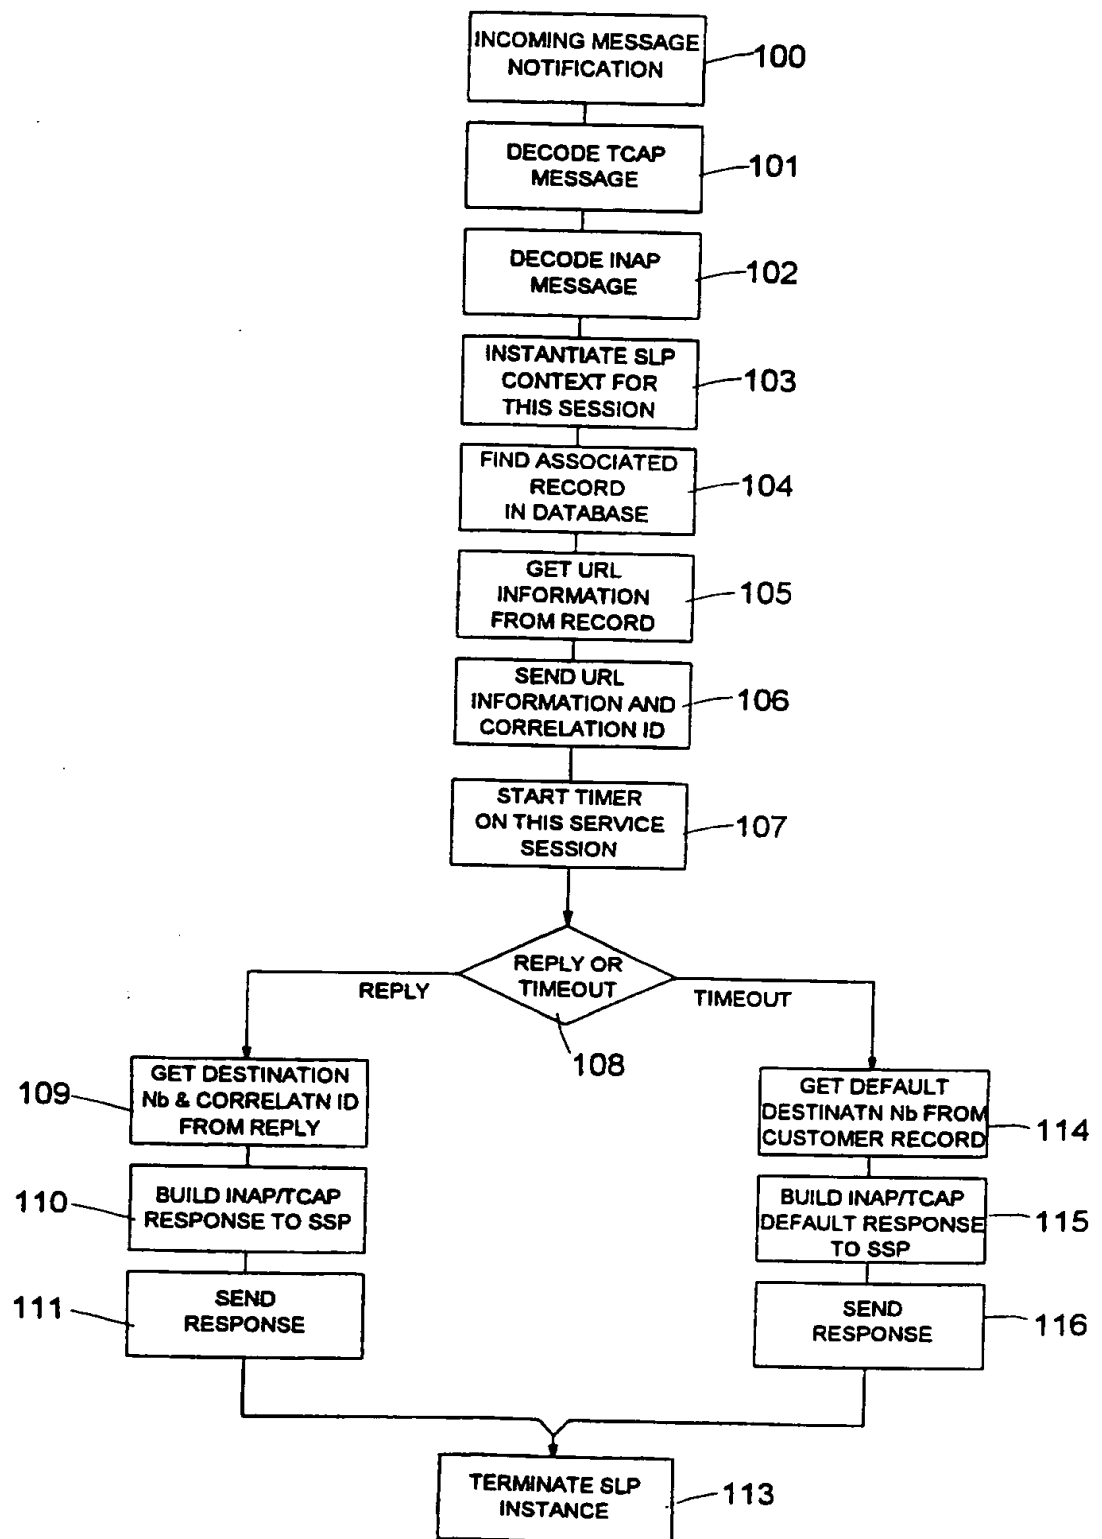 INCOMING MESSAGE
NOTIFICATION
100
DECODE TCAP
MESSAGE
101
DECODE INAP
MESSAGE
102
INSTANTIATE SLP
CONTEXT FOR
THIS SESSION
103
FIND ASSOCIATED
RECORD
IN DATABASE
104
GET URL
INFORMATION
FROM RECORD
105
SEND URL
INFORMATION AND
CORRELATION ID
106
START TIMER
ON THIS SERVICE
SESSION
107
REPLY OR
TIMEOUT
108
REPLY
TIMEOUT
GET DESTINATION
Nb & CORRELATN ID
FROM REPLY
109
BUILD INAP/TCAP
RESPONSE TO SSP
110
SEND
RESPONSE
111
GET DEFAULT
DESTINATN Nb FROM
CUSTOMER RECORD
114
BUILD INAP/TCAP
DEFAULT RESPONSE
TO SSP
115
SEND
RESPONSE
116
TERMINATE SLP
INSTANCE
113